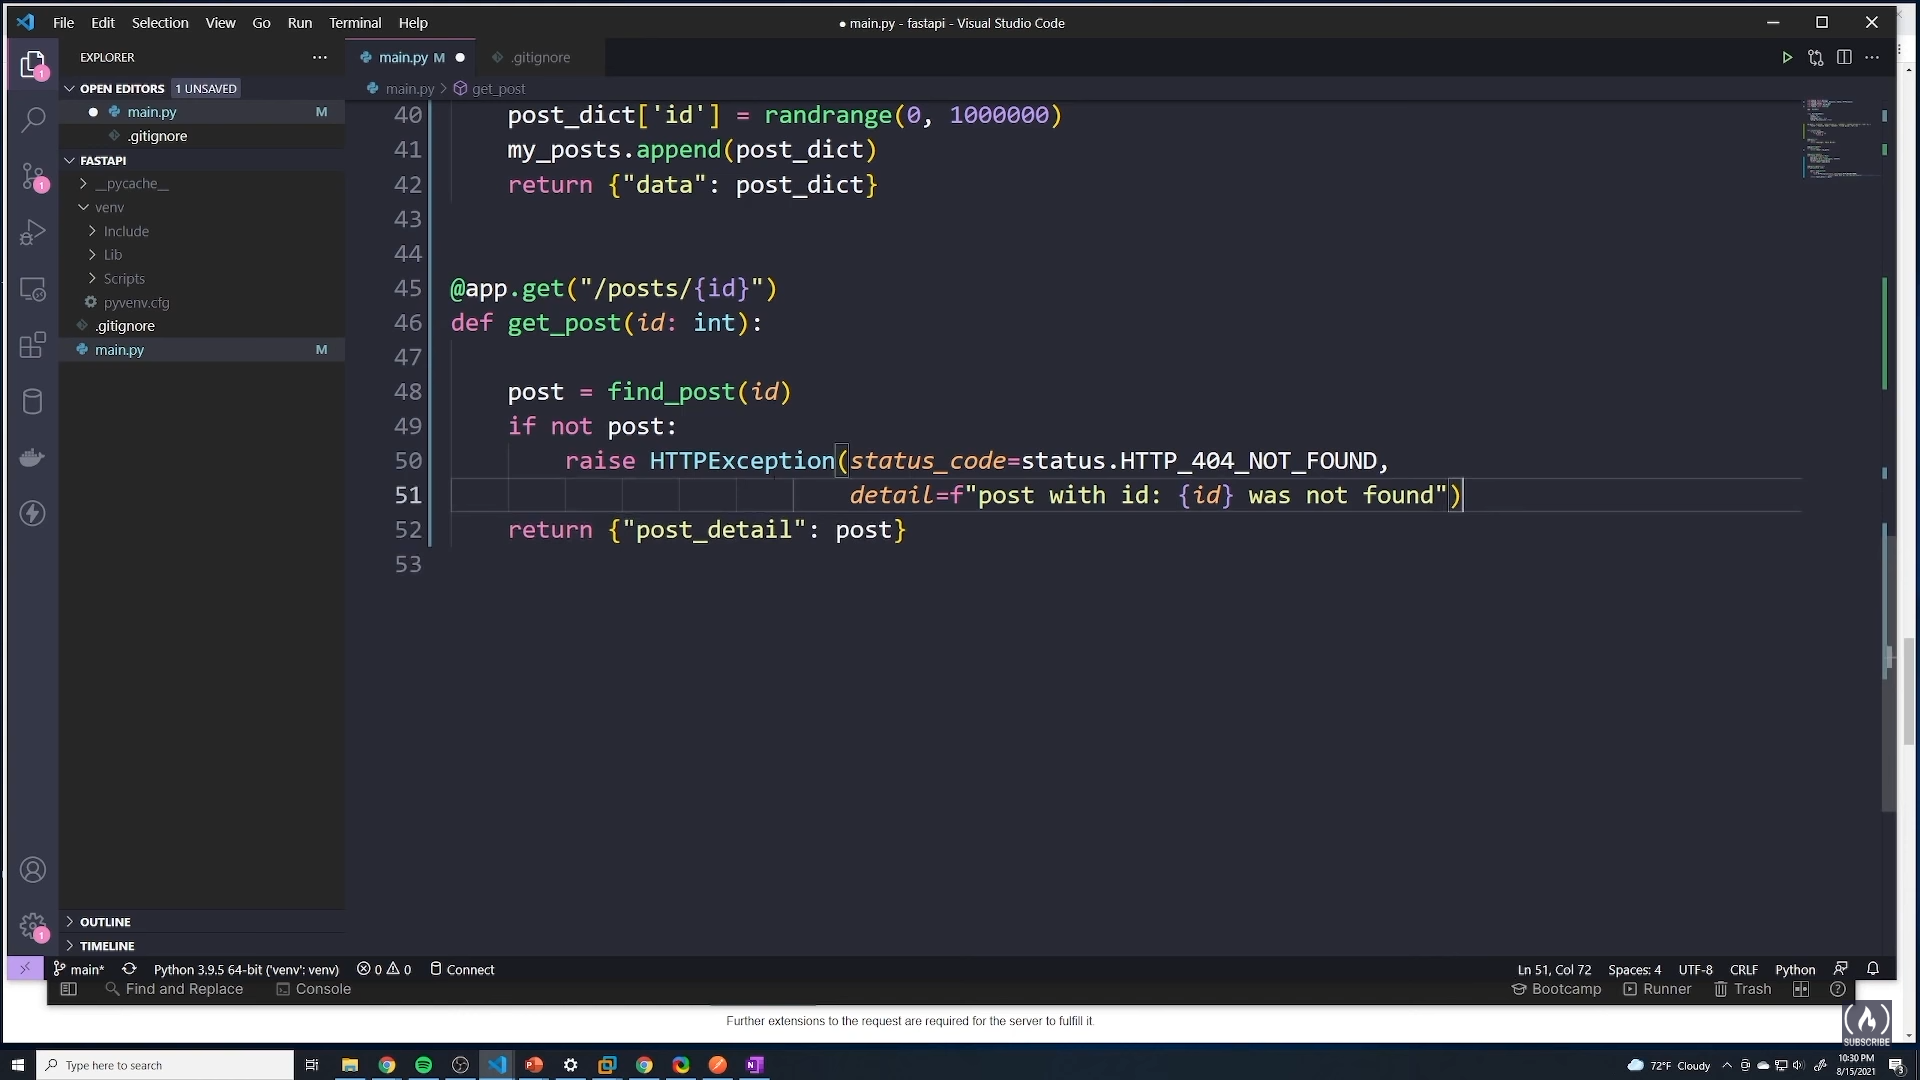 File Edit Selection View Go Run Terminal Help
● main.py - fastapi - Visual Studio Code
EXPLORER
main.py M
.gitignore
OPEN EDITORS 1 UNSAVED
main.py > get_post
main.py M
.gitignore
FASTAPI
__pycache__
venv
Include
Lib
Scripts
pyvenv.cfg
.gitignore
main.py M
40 post_dict['id'] = randrange(0, 1000000)
41 my_posts.append(post_dict)
42 return {"data": post_dict}
43
44
45 @app.get("/posts/{id}")
46 def get_post(id: int):
47
48 post = find_post(id)
49 if not post:
50 raise HTTPException(status_code=status.HTTP_404_NOT_FOUND,
51 detail=f"post with id: {id} was not found")
52 return {"post_detail": post}
53
OUTLINE
TIMELINE
main* Python 3.9.5 64-bit ('venv': venv) 0 0 Connect
Ln 51, Col 72 Spaces: 4 UTF-8 CRLF Python
Find and Replace Console
Bootcamp Runner Trash
Further extensions to the request are required for the server to fulfill it.
SUBSCRIBE
Type here to search
72°F Cloudy
10:30 PM
8/15/2021